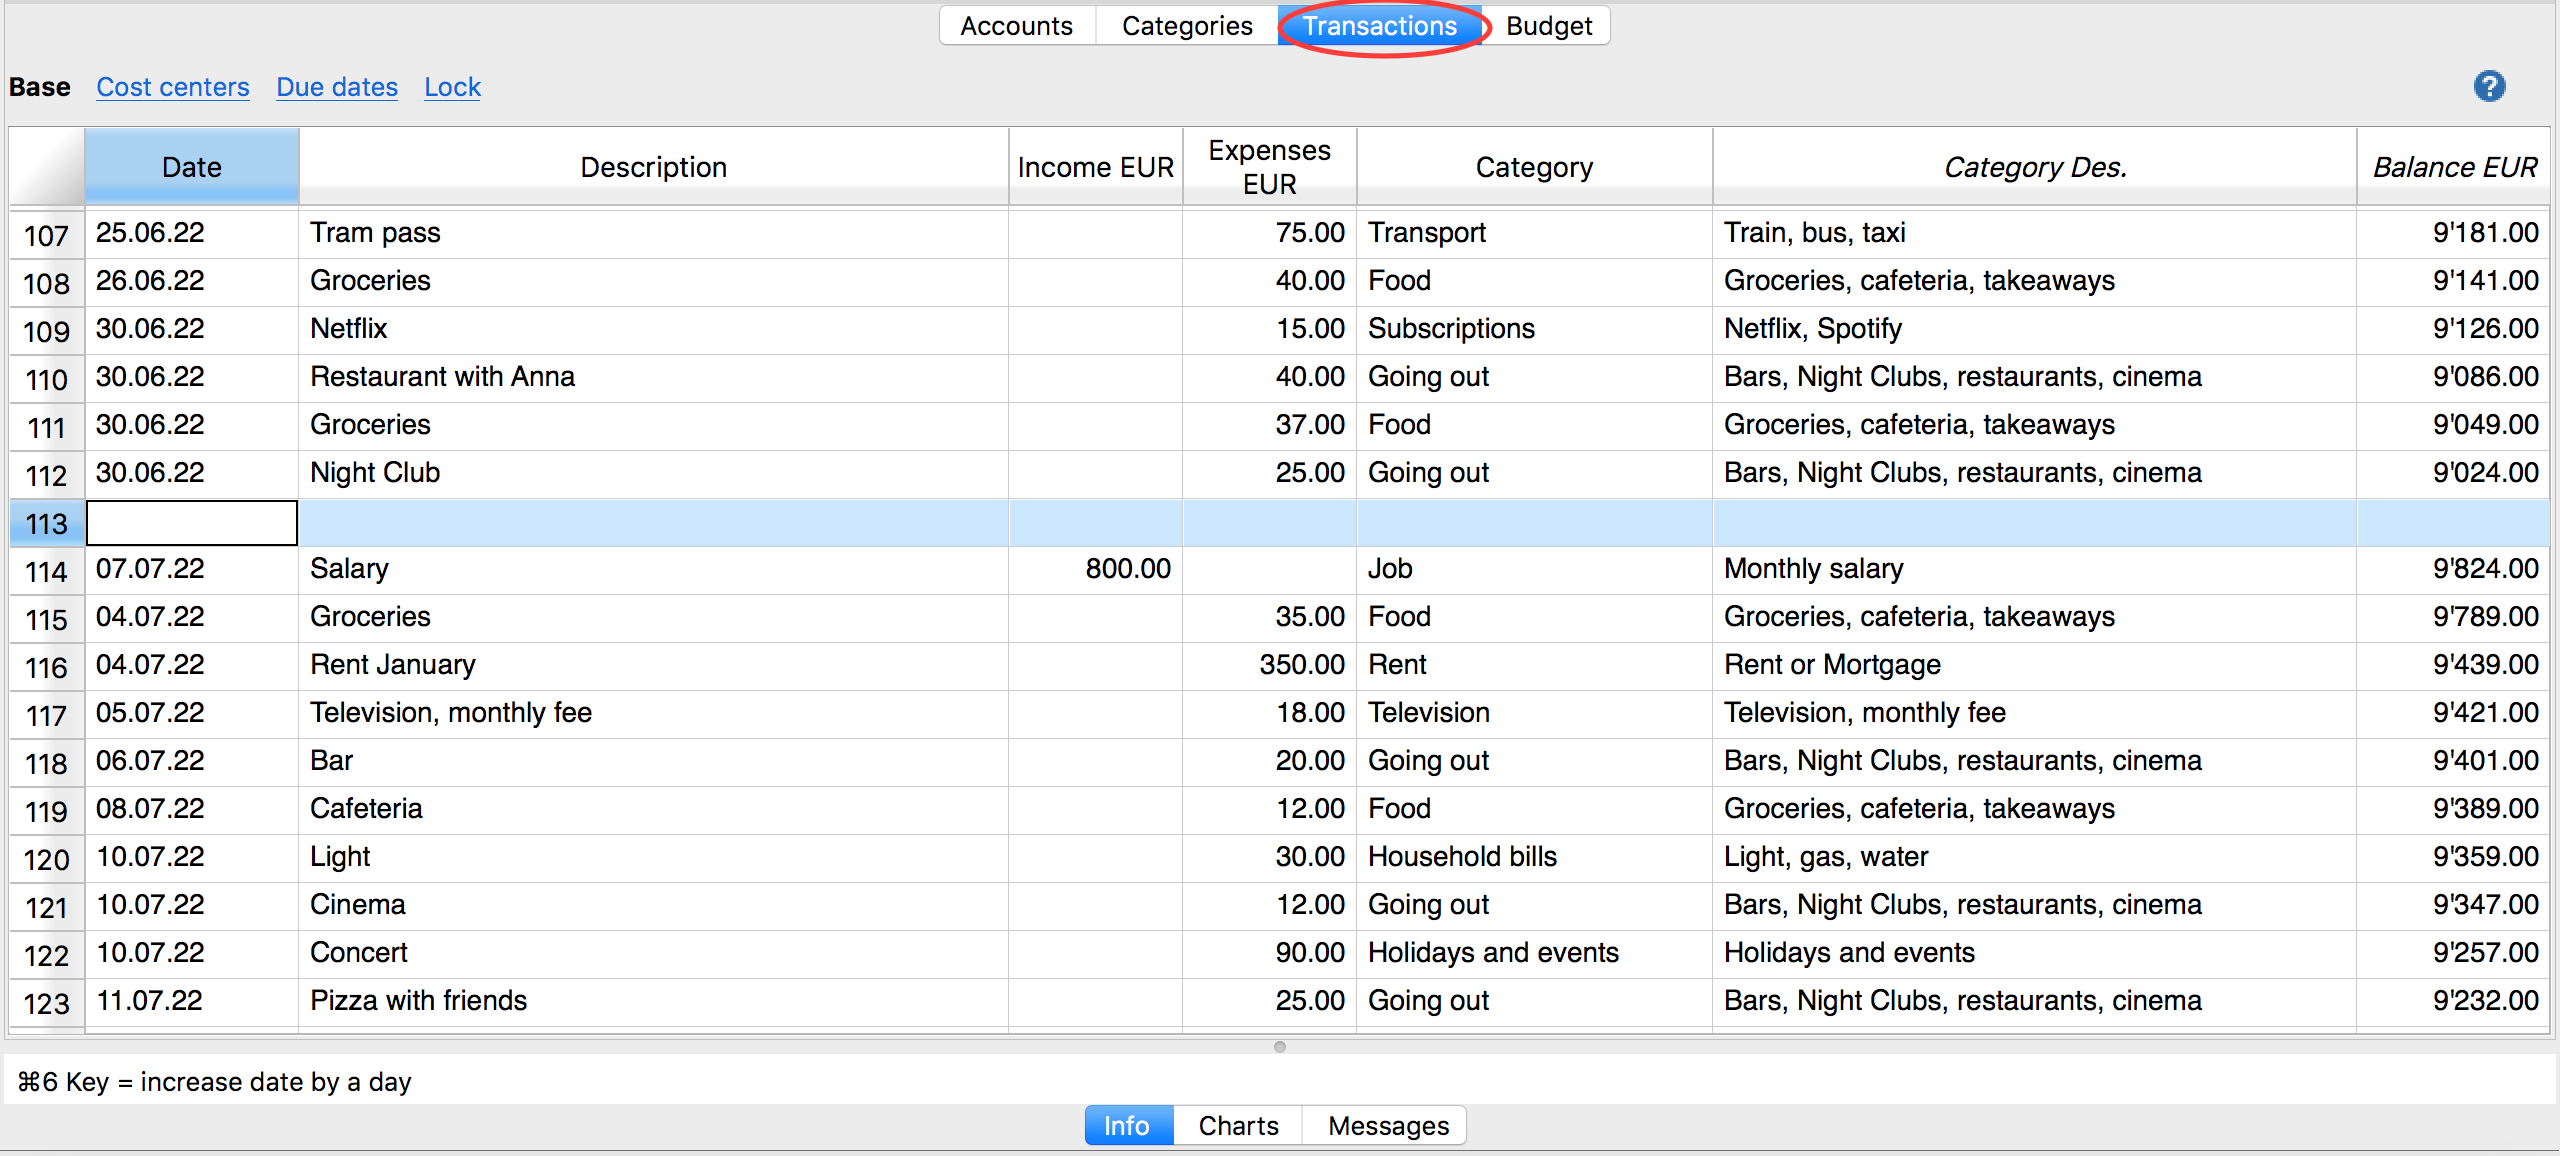 Accounts Categories Transactions Budget
Base Cost centers Due dates Lock ?
Date Description Income EUR Expenses EUR Category Category Des. Balance EUR
107 25.06.22 Tram pass 75.00 Transport Train, bus, taxi 9'181.00
108 26.06.22 Groceries 40.00 Food Groceries, cafeteria, takeaways 9'141.00
109 30.06.22 Netflix 15.00 Subscriptions Netflix, Spotify 9'126.00
110 30.06.22 Restaurant with Anna 40.00 Going out Bars, Night Clubs, restaurants, cinema 9'086.00
111 30.06.22 Groceries 37.00 Food Groceries, cafeteria, takeaways 9'049.00
112 30.06.22 Night Club 25.00 Going out Bars, Night Clubs, restaurants, cinema 9'024.00
113
114 07.07.22 Salary 800.00 Job Monthly salary 9'824.00
115 04.07.22 Groceries 35.00 Food Groceries, cafeteria, takeaways 9'789.00
116 04.07.22 Rent January 350.00 Rent Rent or Mortgage 9'439.00
117 05.07.22 Television, monthly fee 18.00 Television Television, monthly fee 9'421.00
118 06.07.22 Bar 20.00 Going out Bars, Night Clubs, restaurants, cinema 9'401.00
119 08.07.22 Cafeteria 12.00 Food Groceries, cafeteria, takeaways 9'389.00
120 10.07.22 Light 30.00 Household bills Light, gas, water 9'359.00
121 10.07.22 Cinema 12.00 Going out Bars, Night Clubs, restaurants, cinema 9'347.00
122 10.07.22 Concert 90.00 Holidays and events Holidays and events 9'257.00
123 11.07.22 Pizza with friends 25.00 Going out Bars, Night Clubs, restaurants, cinema 9'232.00
⌘6 Key = increase date by a day
Info Charts Messages